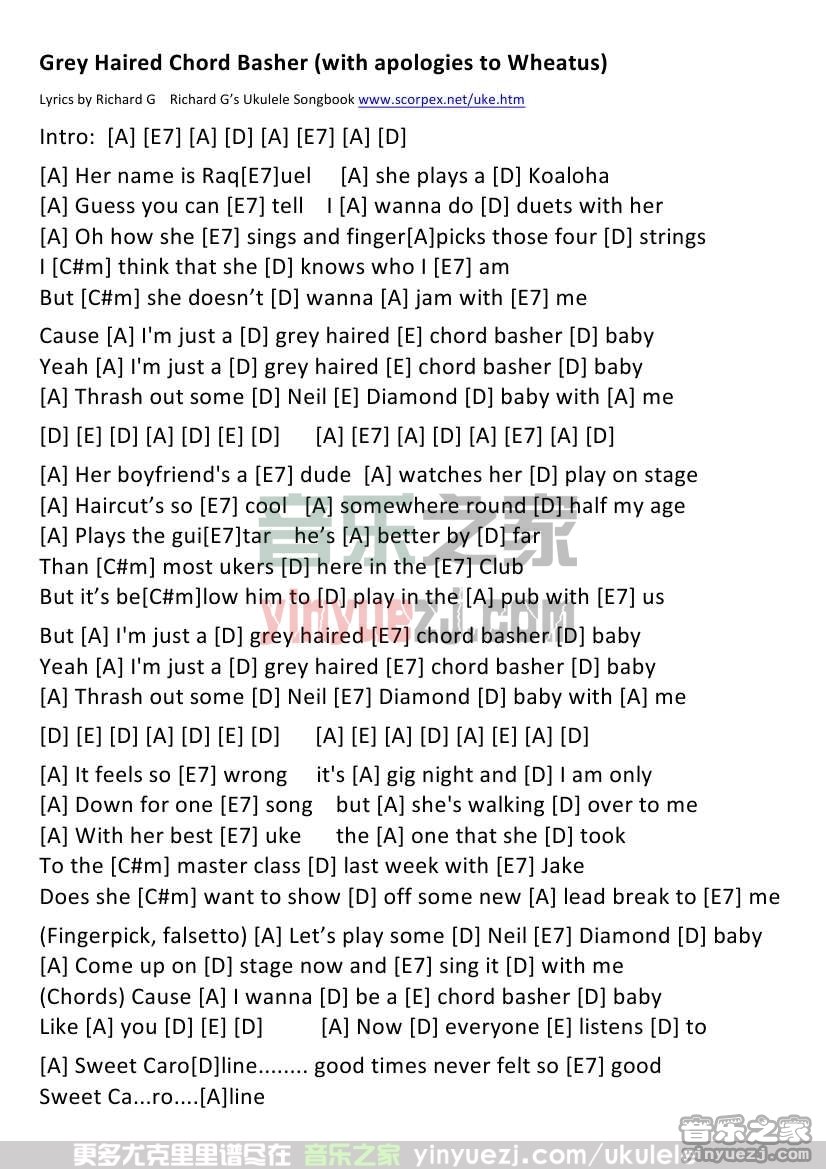 Grey Haired Chord Basher (with apologies to Wheatus)
Lyrics by Richard G    Richard G's Ukulele Songbook www.scorpex.net/uke.htm
Intro:  [A] [E7] [A] [D] [A] [E7] [A] [D]
[A] Her name is Raq[E7]uel     [A] she plays a [D] Koaloha
[A] Guess you can [E7] tell    I [A] wanna do [D] duets with her
[A] Oh how she [E7] sings and finger[A]picks those four [D] strings
I [C#m] think that she [D] knows who I [E7] am
But [C#m] she doesn't [D] wanna [A] jam with [E7] me
Cause [A] I'm just a [D] grey haired [E] chord basher [D] baby
Yeah [A] I'm just a [D] grey haired [E] chord basher [D] baby
[A] Thrash out some [D] Neil [E] Diamond [D] baby with [A] me
[D] [E] [D] [A] [D] [E] [D]      [A] [E7] [A] [D] [A] [E7] [A] [D]
[A] Her boyfriend's a [E7] dude  [A] watches her [D] play on stage
[A] Haircut's so [E7] cool   [A] somewhere round [D] half my age
[A] Plays the gui[E7]tar    he's [A] better by [D] far
Than [C#m] most ukers [D] here in the [E7] Club
But it's be[C#m]low him to [D] play in the [A] pub with [E7] us
But [A] I'm just a [D] grey haired [E7] chord basher [D] baby
Yeah [A] I'm just a [D] grey haired [E7] chord basher [D] baby
[A] Thrash out some [D] Neil [E7] Diamond [D] baby with [A] me
[D] [E] [D] [A] [D] [E] [D]      [A] [E] [A] [D] [A] [E] [A] [D]
[A] It feels so [E7] wrong     it's [A] gig night and [D] I am only
[A] Down for one [E7] song    but [A] she's walking [D] over to me
[A] With her best [E7] uke      the [A] one that she [D] took
To the [C#m] master class [D] last week with [E7] Jake
Does she [C#m] want to show [D] off some new [A] lead break to [E7] me
(Fingerpick, falsetto) [A] Let's play some [D] Neil [E7] Diamond [D] baby
[A] Come up on [D] stage now and [E7] sing it [D] with me
(Chords) Cause [A] I wanna [D] be a [E] chord basher [D] baby
Like [A] you [D] [E] [D]          [A] Now [D] everyone [E] listens [D] to
[A] Sweet Caro[D]line........ good times never felt so [E7] good
Sweet Ca...ro....[A]line
音乐之家
yinyuezj.com
更多尤克里里谱尽在 音乐之家 yinyuezj.com/ukulele
音乐之家
yinyuezj.com